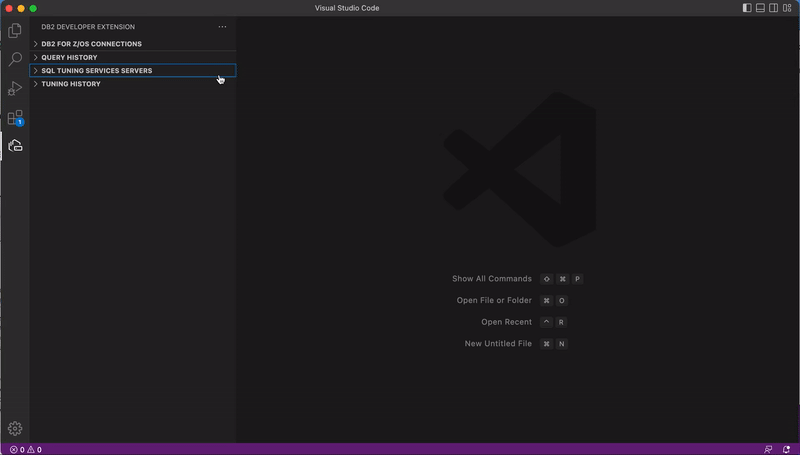 Visual Studio Code
DB2 DEVELOPER EXTENSION
DB2 FOR Z/OS CONNECTIONS
QUERY HISTORY
SQL TUNING SERVICES SERVERS
TUNING HISTORY
1
Show All Commands ⇧ ⌘ P
Open File or Folder ⌘ O
Open Recent ⌃ R
New Untitled File ⌘ N
0 0